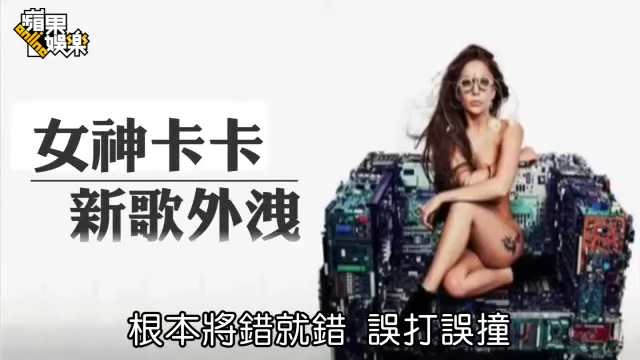 蘋果
online
娛樂
女神卡卡
新歌外洩
根本將錯就錯 誤打誤撞